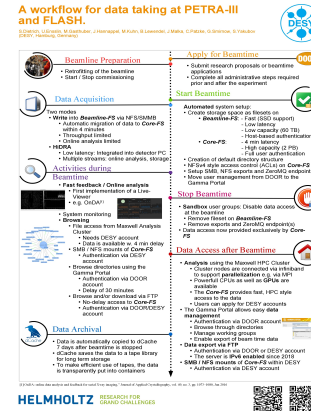 A workflow for data taking at PETRA-III
and FLASH.
(DESY, Hamburg, Germany)
DESY
Beamline Preparation
• Retrofitting of the beamline
• Start / Stop commissioning
Data Acquisition
Two modes
• Write into Beamline-FS via NFS/SMB
• Automatic migration of data to Core-FS
within 4 minutes
• Throughput limited
• Online analysis limited
• HiDRA
• Low latency: Integrated into detector PC
• Multiple streams: online analysis, storage
Activities during
Beamtime
• Fast feedback / Online analysis
• First implementation of a Live-
Viewer
• e.g. OnDA
• System monitoring
• Browsing
• File access from Maxwell Analysis
Cluster
• Needs DESY account
• Data is available w. 4 min delay
• SMB / NFS mounts of Core-FS
• Authentication via DESY
account
• Browse directories using the
Gamma Portal
• Authentication via DOOR
account
• Delay of 30 minutes
• Browse and/or download via FTP
• No-delay access to Core-FS
• Authentication via DOOR/DESY
account
Data Archival
• Data is automatically copied to dCache
7 days after beamtime is stopped
• dCache saves the data to a tape library
for long term storage
• To make efficient use of tapes, the data
is transparently put into containers
Apply for Beamtime
• Submit research proposals or beamtime
applications
• Complete all administrative steps required
prior and after the experiment
Start Beamtime
Automated system setup:
• Create storage space as filesets on
• Beamline-FS: - Fast (SSD support)
- Low latency
- Low capacity (60 TB)
- Host-based authentication
• Core-FS: - 4 min latency
- High capacity (2 PB)
- Full user authentication
• Creation of default directory structure
• NFSv4 style access control (ACLs) on Core-FS
• Setup SMB, NFS exports and ZeroMQ endpoint
• Move user management from DOOR to the
Gamma Portal
Stop Beamtime
• Sandbox user groups: Disable data access
at the beamline
• Remove fileset on Beamline-FS
• Remove exports and ZeroMQ endpoint(s)
• Data access now provided exclusively by Core-
FS
Data Access after Beamtime
• Analysis using the Maxwell HPC Cluster
• Cluster nodes are connected via infiniband
to support parallelization e.g. via MPI
• Powerfull CPUs as well as GPUs are
available
• The Core-FS provides fast, HPC style
access to the data
• Users can apply for DESY accounts
• The Gamma Portal allows easy data
management
• Authentication via DOOR account
• Browse through directories
• Manage working groups
• Enable export of beam time data
• Data export via FTP
• Authentication via DOOR or DESY account
• The server is IPv6 enabled since 2018
• SMB / NFS mounts of Core-FS within DESY
• Authentication via DESY account
HELMHOLTZ
RESEARCH FOR
GRAND CHALLENGES